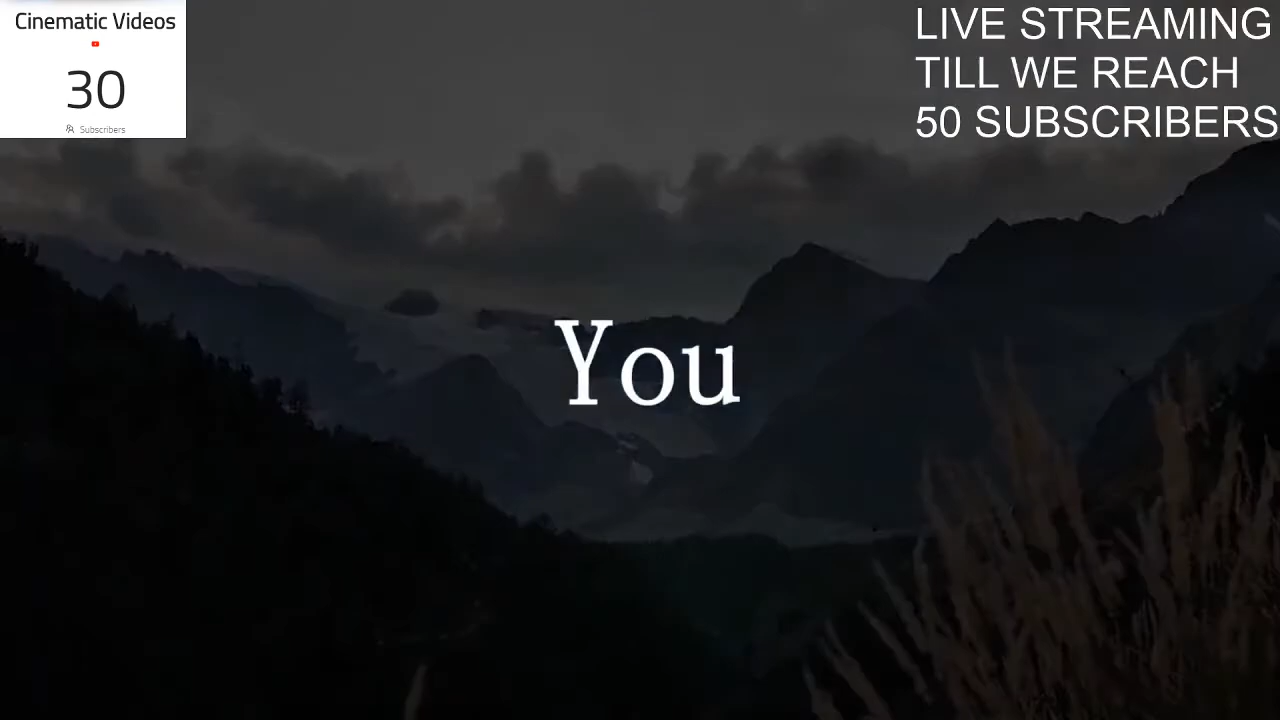 Cinematic Videos
30
Subscribers
LIVE STREAMING
TILL WE REACH
50 SUBSCRIBERS
You